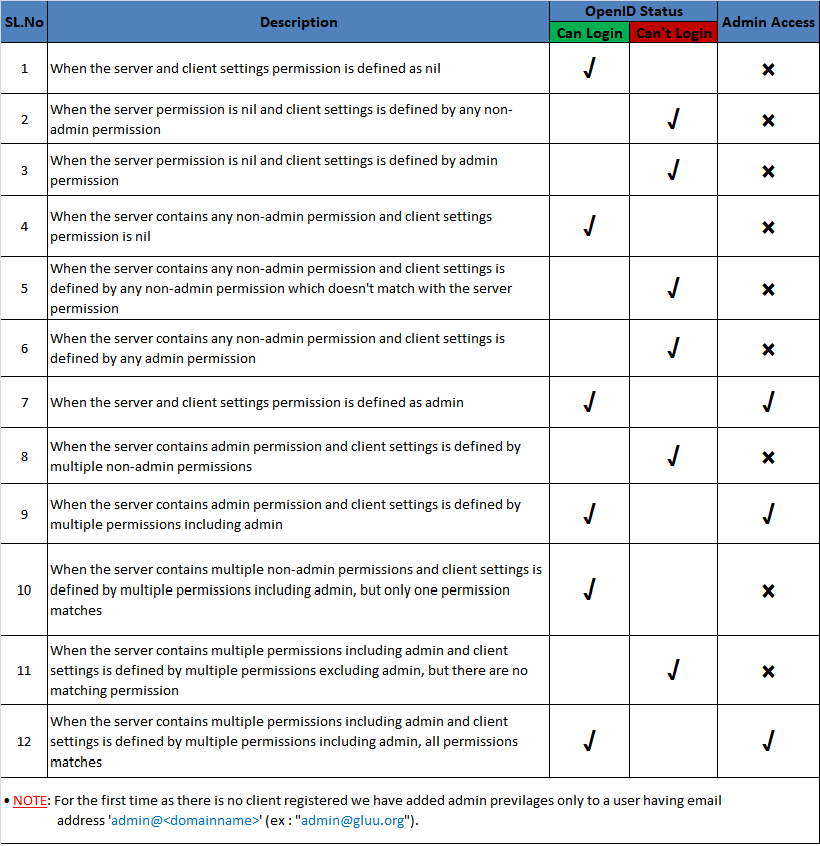 SL.No Description OpenID Status Admin Access
Can Login Can't Login
1 When the server and client settings permission is defined as nil √ ×
2 When the server permission is nil and client settings is defined by any non-
admin permission √ ×
3 When the server permission is nil and client settings is defined by admin
permission √ ×
4 When the server contains any non-admin permission and client settings
permission is nil √ ×
5 When the server contains any non-admin permission and client settings is
defined by any non-admin permission which doesn't match with the server
permission √ ×
6 When the server contains any non-admin permission and client settings is
defined by any admin permission √ ×
7 When the server and client settings permission is defined as admin √ √
8 When the server contains admin permission and client settings is defined by
multiple non-admin permissions √ ×
9 When the server contains admin permission and client settings is defined by
multiple permissions including admin √ √
10 When the server contains multiple non-admin permissions and client settings is
defined by multiple permissions including admin, but only one permission
matches √ ×
11 When the server contains multiple permissions including admin and client
settings is defined by multiple permissions excluding admin, but there are no
matching permission √ ×
12 When the server contains multiple permissions including admin and client
settings is defined by multiple permissions including admin, all permissions
matches √ √
• NOTE: For the first time as there is no client registered we have added admin previlages only to a user having email
address 'admin@<domainname>' (ex : "admin@gluu.org").